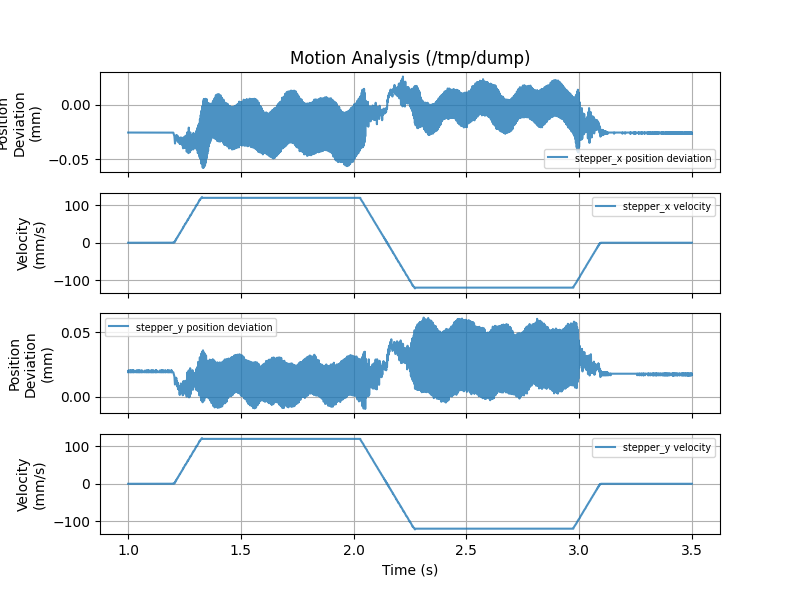 Motion Analysis (/tmp/dump)
Position
Deviation
(mm)
0.00
−0.05
stepper_x position deviation
Velocity
(mm/s)
100
0
−100
stepper_x velocity
Position
Deviation
(mm)
0.05
0.00
stepper_y position deviation
Velocity
(mm/s)
100
0
−100
stepper_y velocity
1.0
1.5
2.0
2.5
3.0
3.5
Time (s)